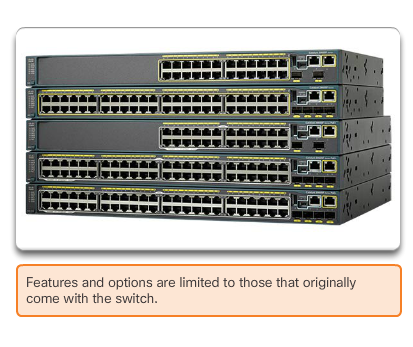 Features and options are limited to those that originally
come with the switch.